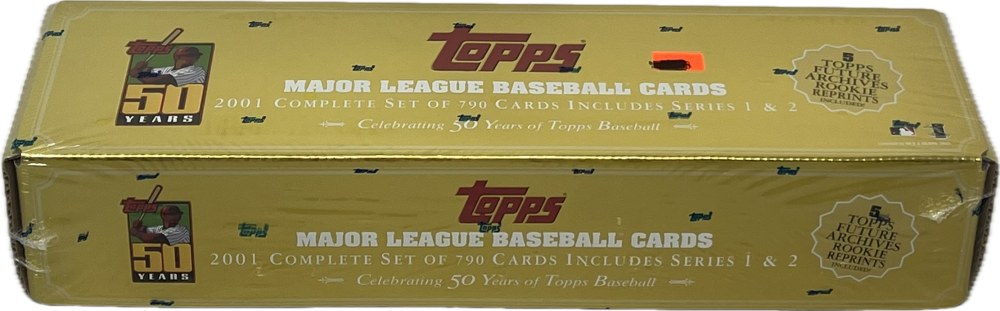 Topps
50
YEARS
Topps
MAJOR LEAGUE BASEBALL CARDS
2001 COMPLETE SET OF 790 CARDS INCLUDES SERIES 1 & 2
Celebrating 50 Years of Topps Baseball
5
TOPPS
FUTURE
ARCHIVES
ROOKIE
REPRINTS
INCLUDED!
Topps
50
YEARS
Topps
MAJOR LEAGUE BASEBALL CARDS
2001 COMPLETE SET OF 790 CARDS INCLUDES SERIES 1 & 2
Celebrating 50 Years of Topps Baseball
5
TOPPS
FUTURE
ARCHIVES
ROOKIE
REPRINTS
INCLUDED!